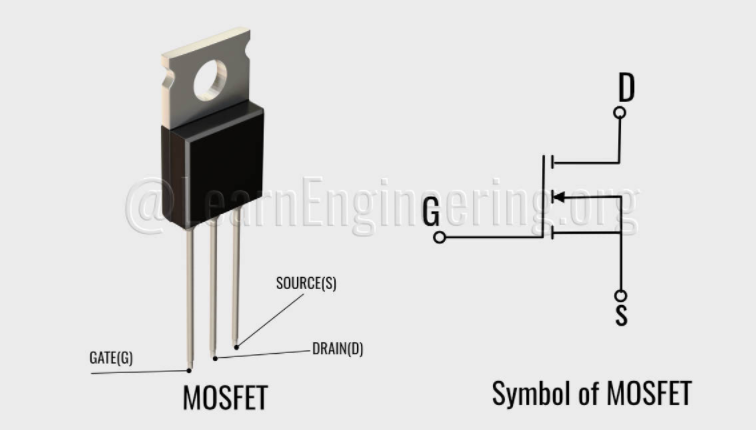 D
@LearnEngineering.org
G
SOURCE(S)
S
GATE(G)
DRAIN(D)
MOSFET
Symbol of MOSFET